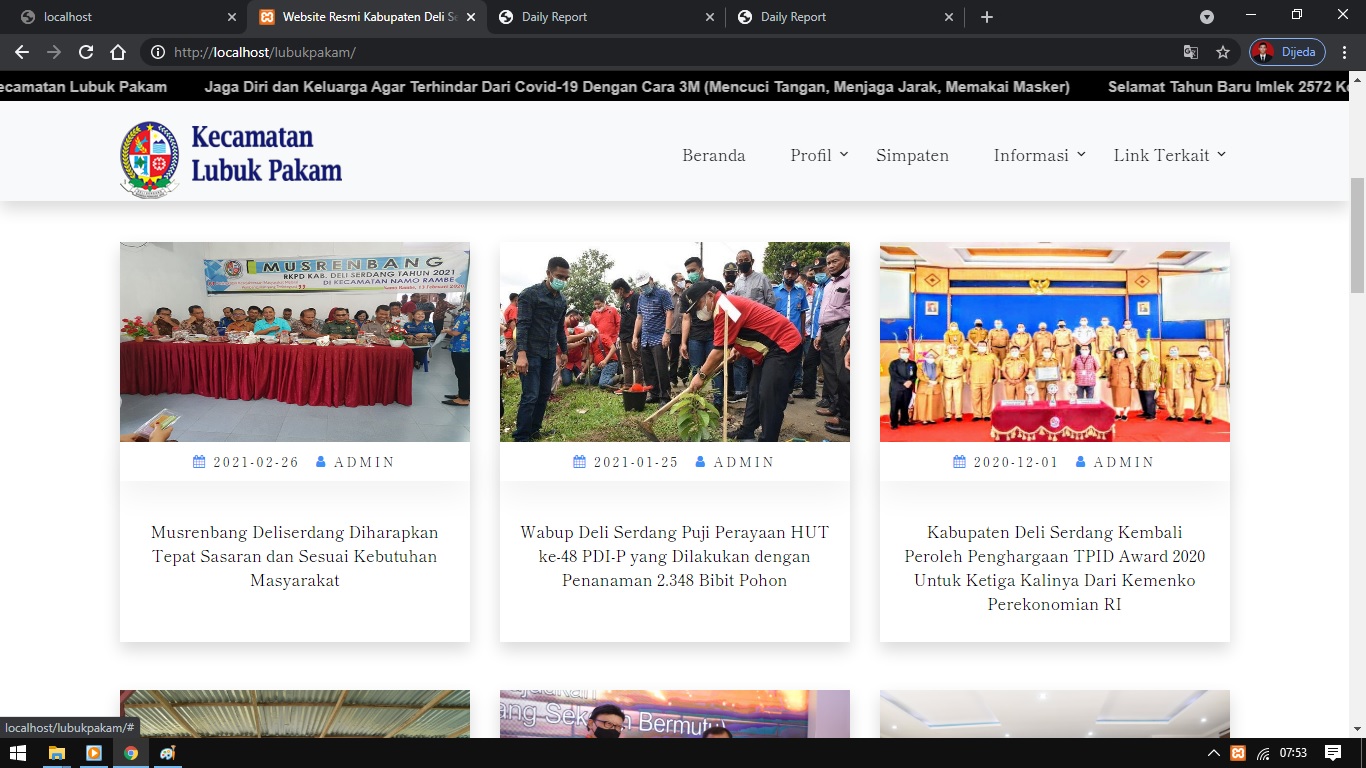 localhost
Website Resmi Kabupaten Deli Se
Daily Report
Daily Report
http://localhost/lubukpakam/
Dijeda
ecamatan Lubuk Pakam Jaga Diri dan Keluarga Agar Terhindar Dari Covid-19 Dengan Cara 3M (Mencuci Tangan, Menjaga Jarak, Memakai Masker) Selamat Tahun Baru Imlek 2572 Ko
Kecamatan
Lubuk Pakam
Beranda Profil Simpaten Informasi Link Terkait
MUSRENBANG
RKPD KAB. DELI SERDANG TAHUN 2021
DI KECAMATAN NAMO RAMBE
2021-02-26 ADMIN
Musrenbang Deliserdang Diharapkan
Tepat Sasaran dan Sesuai Kebutuhan
Masyarakat
2021-01-25 ADMIN
Wabup Deli Serdang Puji Perayaan HUT
ke-48 PDI-P yang Dilakukan dengan
Penanaman 2.348 Bibit Pohon
2020-12-01 ADMIN
Kabupaten Deli Serdang Kembali
Peroleh Penghargaan TPID Award 2020
Untuk Ketiga Kalinya Dari Kemenko
Perekonomian RI
ang Sekolah Bermutu
localhost/lubukpakam/#
07:53